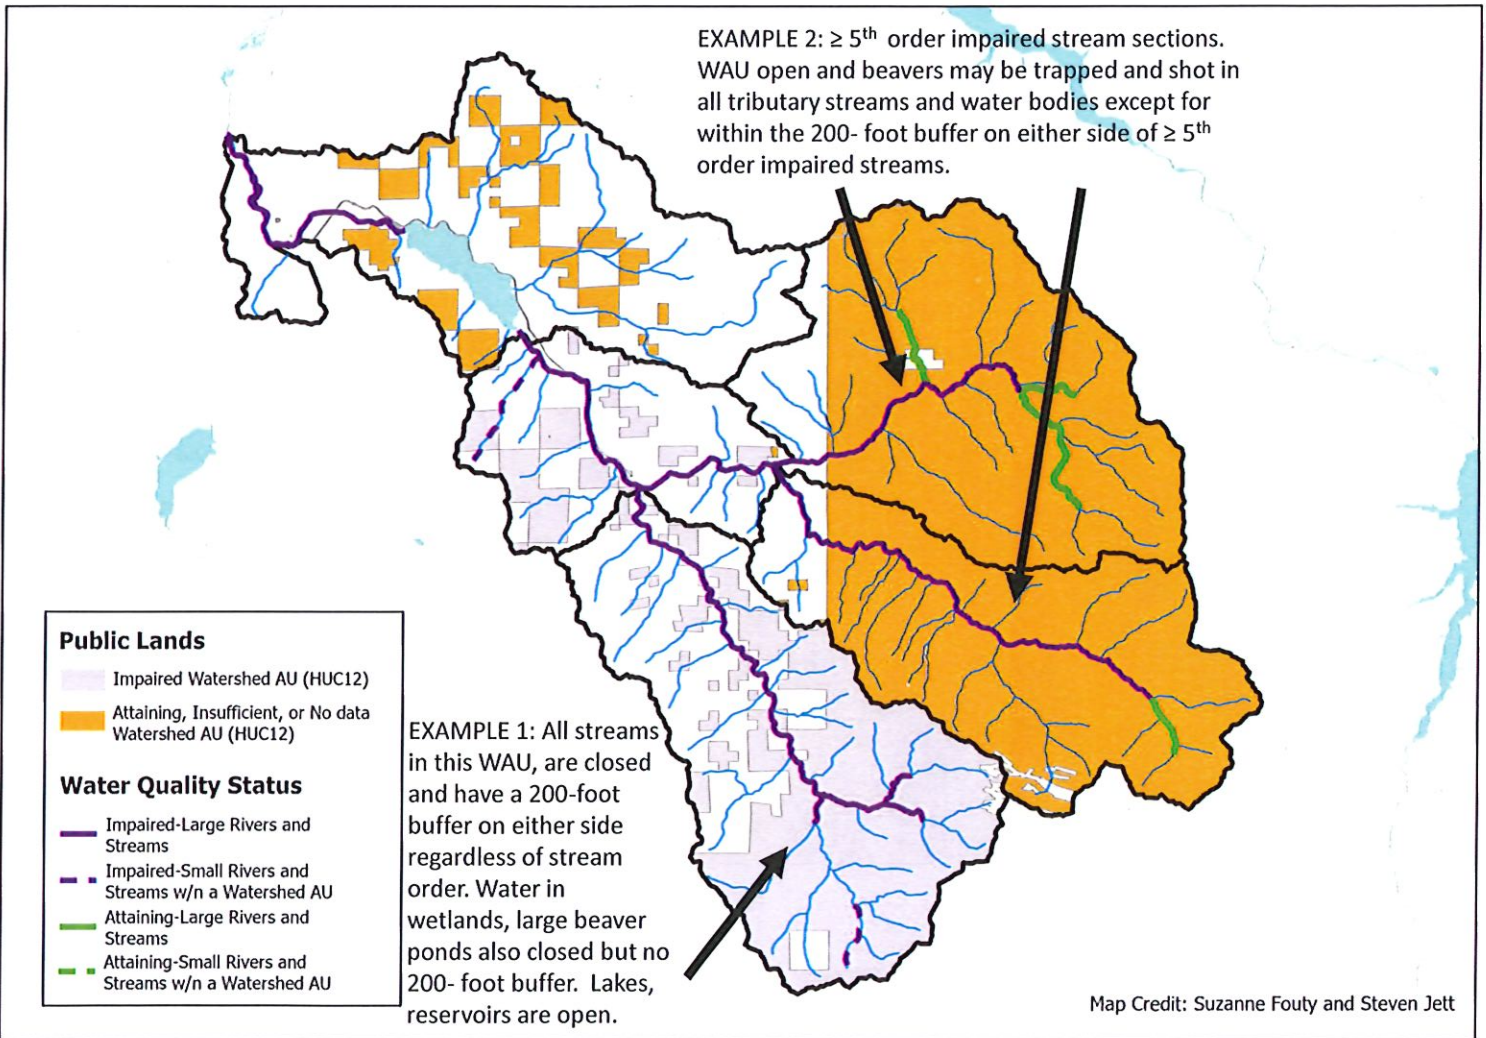 EXAMPLE 2: ≥ 5th order impaired stream sections.
WAU open and beavers may be trapped and shot in
all tributary streams and water bodies except for
within the 200- foot buffer on either side of ≥ 5th
order impaired streams.
Public Lands
Impaired Watershed AU (HUC12)
Attaining, Insufficient, or No data
Watershed AU (HUC12)
Water Quality Status
Impaired-Large Rivers and
Streams
Impaired-Small Rivers and
Streams w/n a Watershed AU
Attaining-Large Rivers and
Streams
Attaining-Small Rivers and
Streams w/n a Watershed AU
EXAMPLE 1: All streams
in this WAU, are closed
and have a 200-foot
buffer on either side
regardless of stream
order. Water in
wetlands, large beaver
ponds also closed but no
200- foot buffer. Lakes,
reservoirs are open.
Map Credit: Suzanne Fouty and Steven Jett